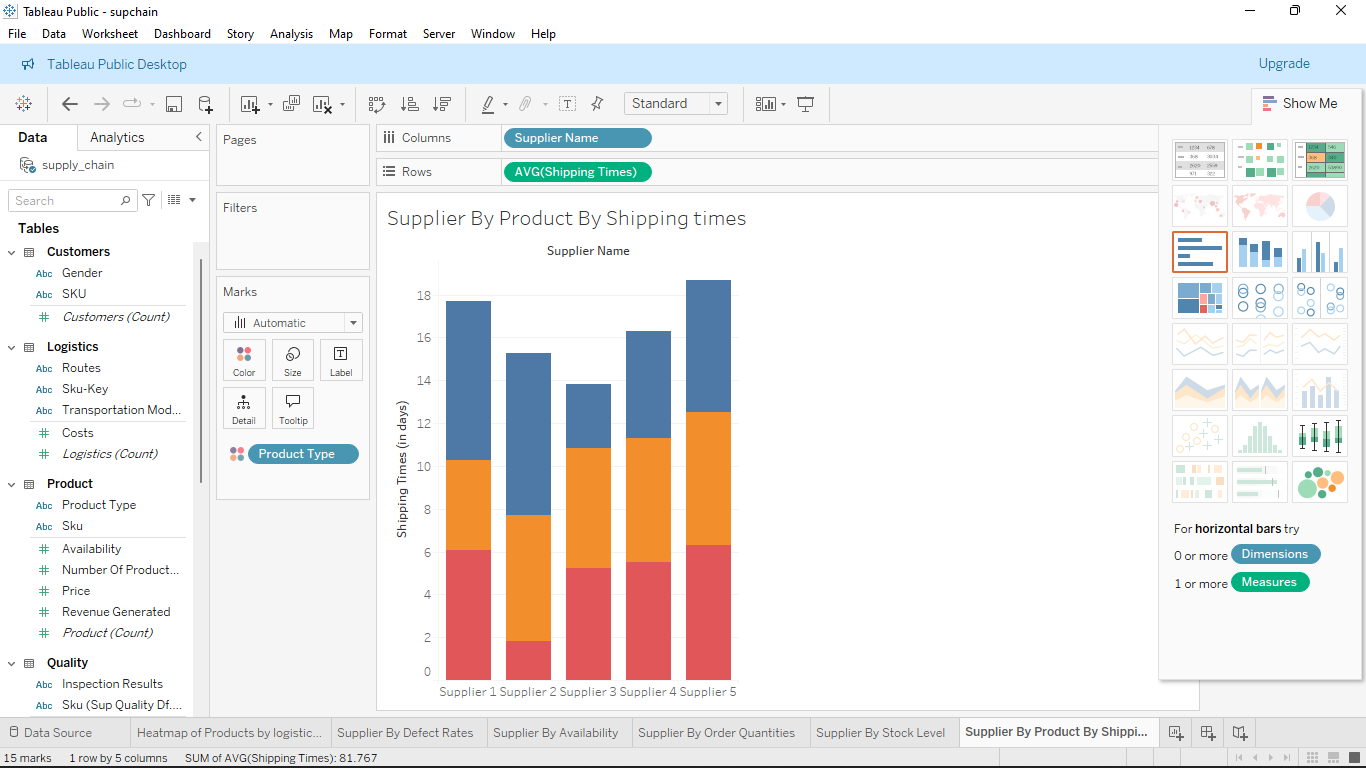 Tableau Public - supchain
File Data Worksheet Dashboard Story Analysis Map Format Server Window Help
Tableau Public Desktop
Upgrade
Standard
Show Me
Data
Analytics
supply_chain
Search
Tables
Customers
Abc Gender
Abc SKU
# Customers (Count)
Logistics
Abc Routes
Abc Sku-Key
Abc Transportation Mod...
# Costs
# Logistics (Count)
Product
Abc Product Type
Abc Sku
# Availability
# Number Of Product...
# Price
# Revenue Generated
# Product (Count)
Quality
Abc Inspection Results
Abc Sku (Sup Quality Df....
Pages
Filters
Marks
Automatic
Color
Size
Label
Detail
Tooltip
Product Type
Columns
Supplier Name
Rows
AVG(Shipping Times)
Supplier By Product By Shipping times
Supplier Name
Shipping Times (in days)
18
16
14
12
10
8
6
4
2
0
Supplier 1 Supplier 2 Supplier 3 Supplier 4 Supplier 5
For horizontal bars try
0 or more Dimensions
1 or more Measures
Data Source
Heatmap of Products by logistic...
Supplier By Defect Rates
Supplier By Availability
Supplier By Order Quantities
Supplier By Stock Level
Supplier By Product By Shippi...
15 marks 1 row by 5 columns SUM of AVG(Shipping Times): 81.767